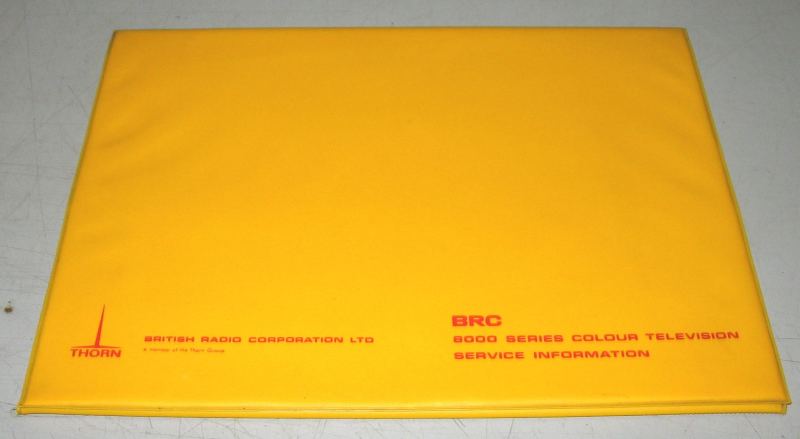 THORN
BRITISH RADIO CORPORATION LTD
A member of the Thorn Group
BRC
8000 SERIES COLOUR TELEVISION
SERVICE INFORMATION